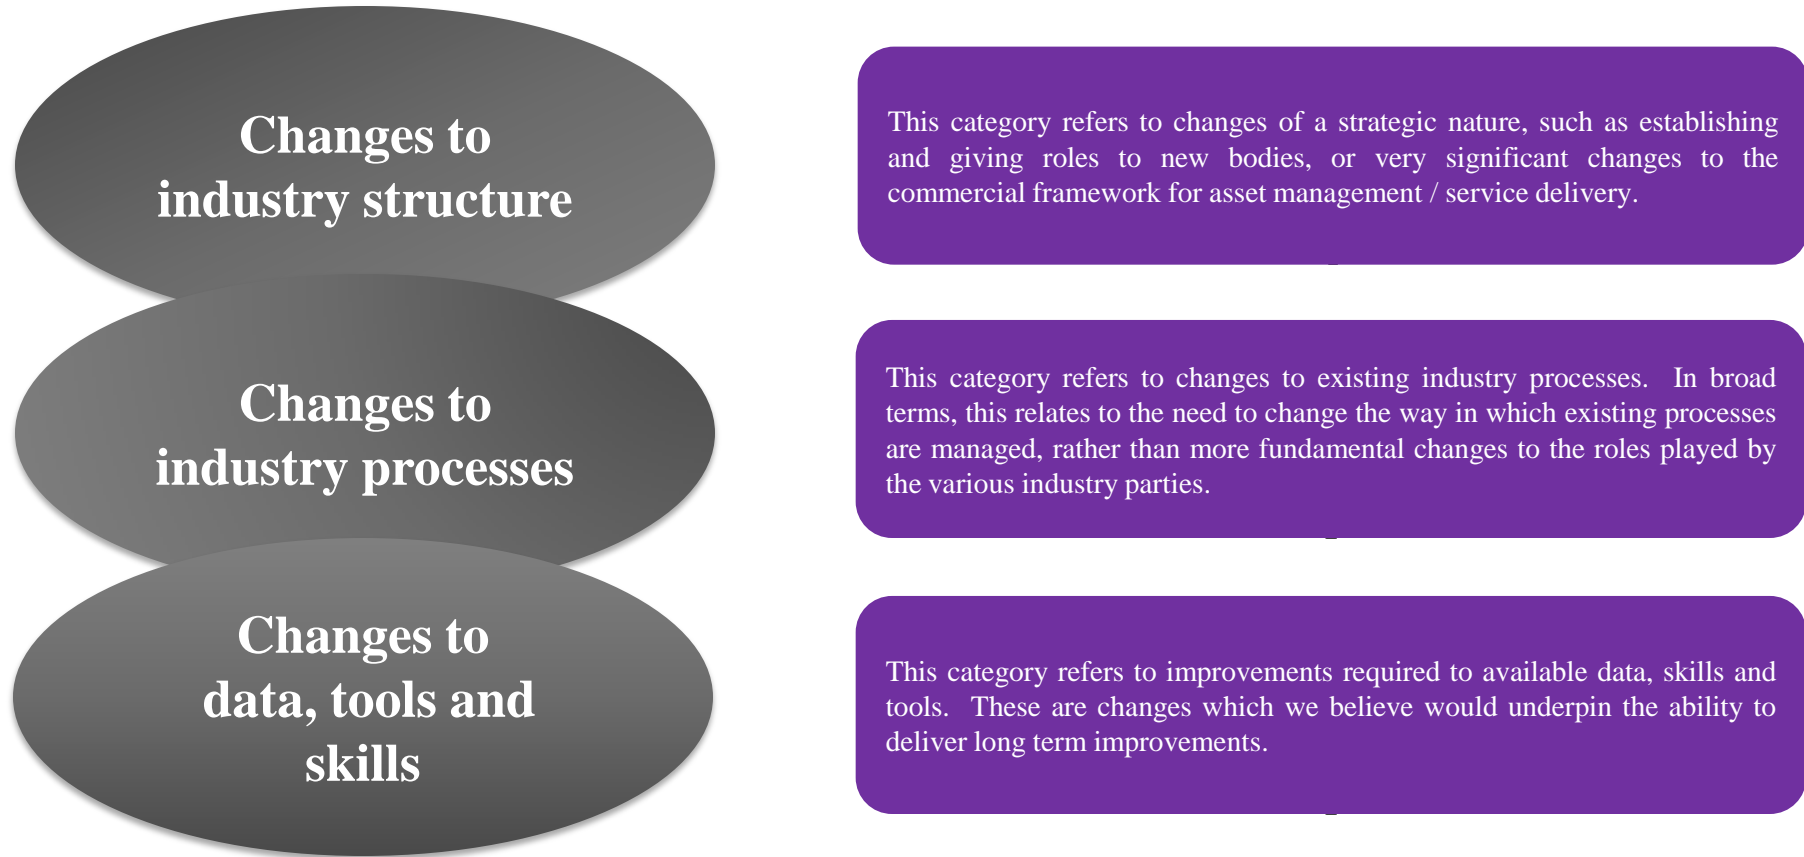 Changes to
industry structure
This category refers to changes of a strategic nature, such as establishing
and giving roles to new bodies, or very significant changes to the
commercial framework for asset management / service delivery.
Changes to
industry processes
This category refers to changes to existing industry processes.  In broad
terms, this relates to the need to change the way in which existing processes
are managed, rather than more fundamental changes to the roles played by
the various industry parties.
Changes to
data, tools and
skills
This category refers to improvements required to available data, skills and
tools.  These are changes which we believe would underpin the ability to
deliver long term improvements.